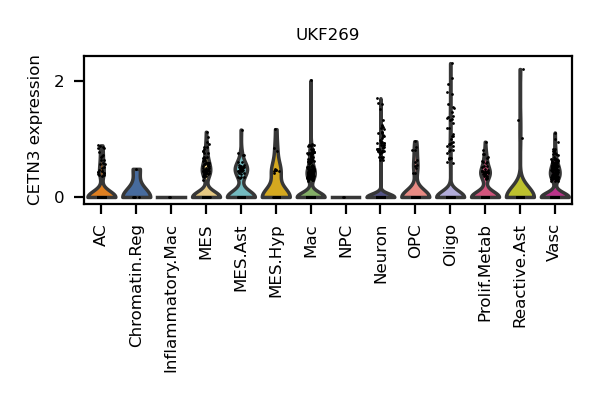 UKF269
CETN3 expression
2
0
AC
Chromatin.Reg
Inflammatory.Mac
MES
MES.Ast
MES.Hyp
Mac
NPC
Neuron
OPC
Oligo
Prolif.Metab
Reactive.Ast
Vasc